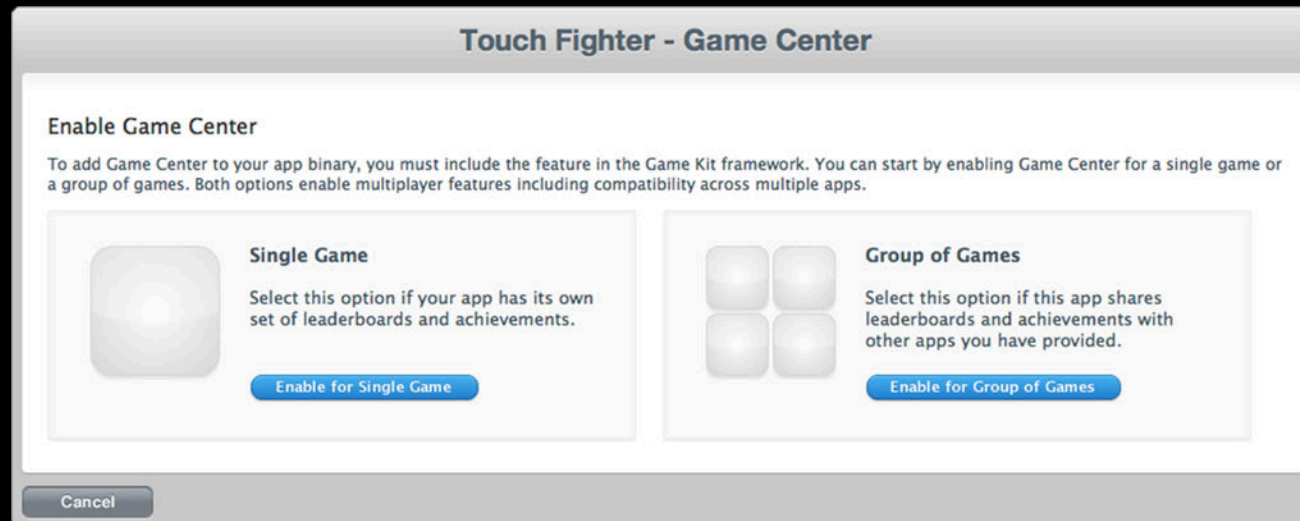 Touch Fighter - Game Center
Enable Game Center
To add Game Center to your app binary, you must include the feature in the Game Kit framework. You can start by enabling Game Center for a single game or
a group of games. Both options enable multiplayer features including compatibility across multiple apps.
Single Game
Select this option if your app has its own
set of leaderboards and achievements.
Enable for Single Game
Group of Games
Select this option if this app shares
leaderboards and achievements with
other apps you have provided.
Enable for Group of Games
Cancel